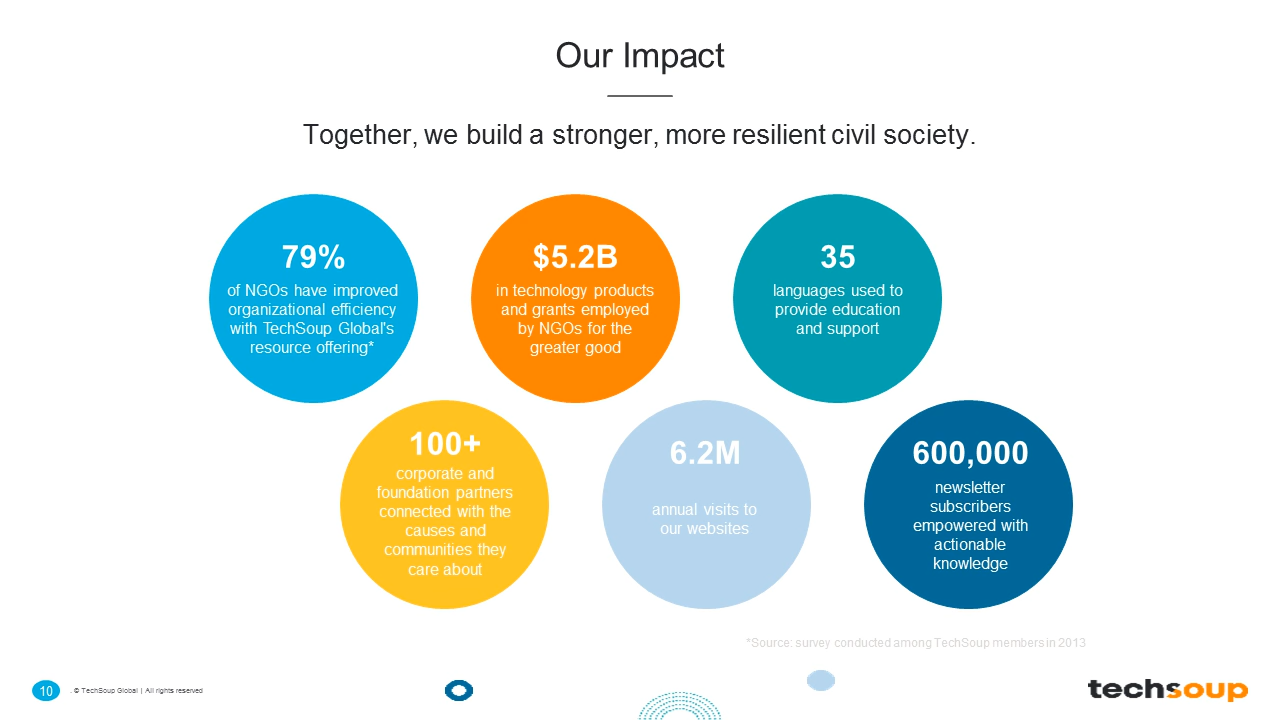 Our Impact
Together, we build a stronger, more resilient civil society.
79%
of NGOs have improved
organizational efficiency
with TechSoup Global's
resource offering*
$5.2B
in technology products
and grants employed
by NGOs for the
greater good
35
languages used to
provide education
and support
100+
corporate and
foundation partners
connected with the
causes and
communities they
care about
6.2M
annual visits to
our websites
600,000
newsletter
subscribers
empowered with
actionable
knowledge
*Source: survey conducted among TechSoup members in 2013
10
. © TechSoup Global | All rights reserved
techsoup